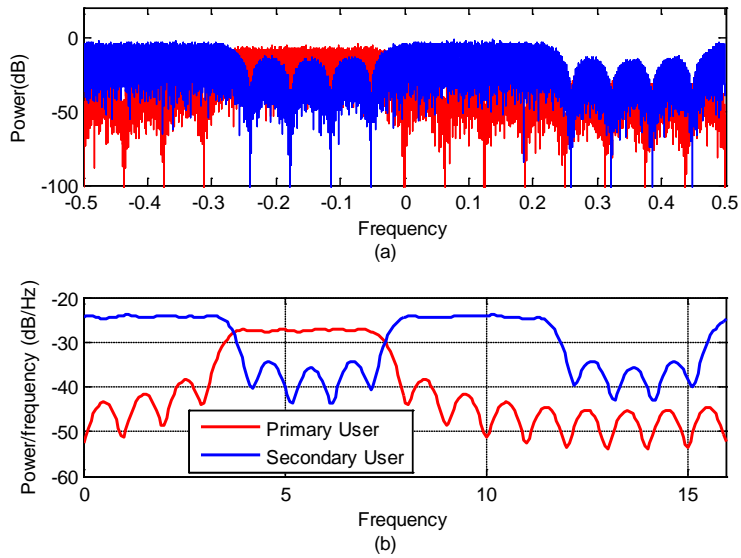 0
-50
-100
Power(dB)
-0.5 -0.4 -0.3 -0.2 -0.1 0 0.1 0.2 0.3 0.4 0.5
Frequency
(a)
-20
-30
-40
-50
-60
Power/frequency (dB/Hz)
Primary User
Secondary User
0 5 10 15
Frequency
(b)